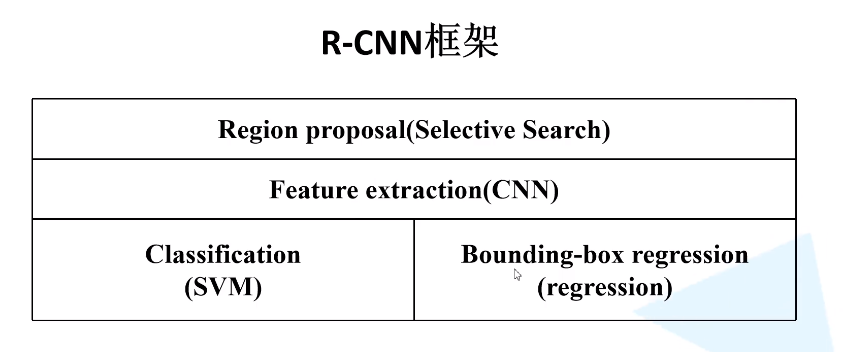 R-CNN框架
Region proposal(Selective Search)
Feature extraction(CNN)
Classification
(SVM)
Bounding-box regression
(regression)